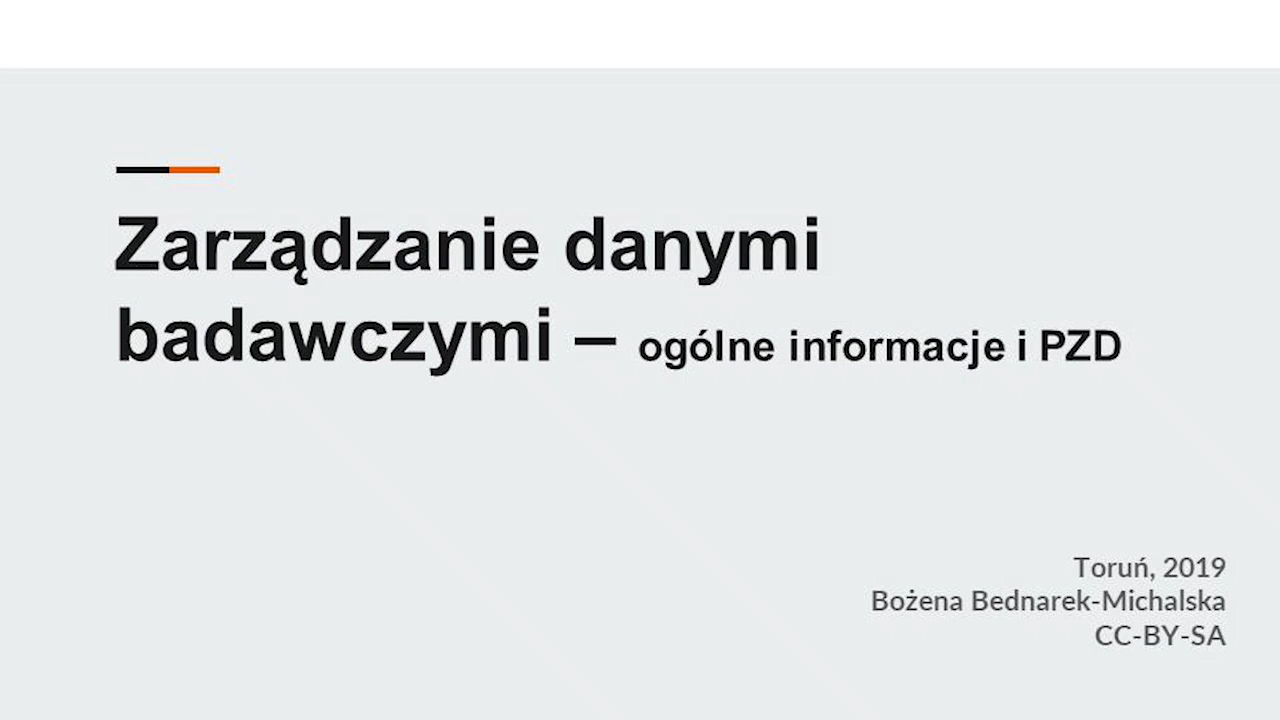 Zarządzanie danymi
badawczymi – ogólne informacje i PZD
Toruń, 2019
Bożena Bednarek-Michalska
CC-BY-SA